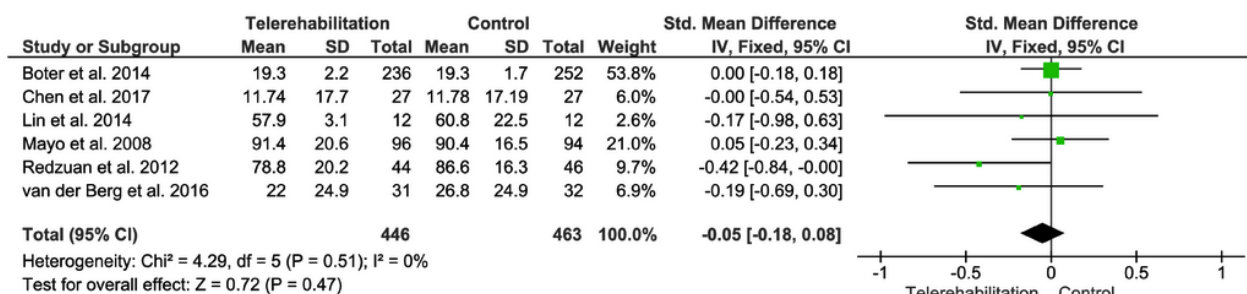 Telerehabilitation Control Std. Mean Difference Std. Mean Difference
Study or Subgroup Mean SD Total Mean SD Total Weight IV, Fixed, 95% CI IV, Fixed, 95% CI
Boter et al. 2014 19.3 2.2 236 19.3 1.7 252 53.8% 0.00 [-0.18, 0.18]
Chen et al. 2017 11.74 17.7 27 11.78 17.19 27 6.0% -0.00 [-0.54, 0.53]
Lin et al. 2014 57.9 3.1 12 60.8 22.5 12 2.6% -0.17 [-0.98, 0.63]
Mayo et al. 2008 91.4 20.6 96 90.4 16.5 94 21.0% 0.05 [-0.23, 0.34]
Redzuan et al. 2012 78.8 20.2 44 86.6 16.3 46 9.7% -0.42 [-0.84, -0.00]
van der Berg et al. 2016 22 24.9 31 26.8 24.9 32 6.9% -0.19 [-0.69, 0.30]
Total (95% CI) 446 463 100.0% -0.05 [-0.18, 0.08]
Heterogeneity: Chi² = 4.29, df = 5 (P = 0.51); I² = 0%
Test for overall effect: Z = 0.72 (P = 0.47)
-1 -0.5 0 0.5 1
Telerehabilitation Control